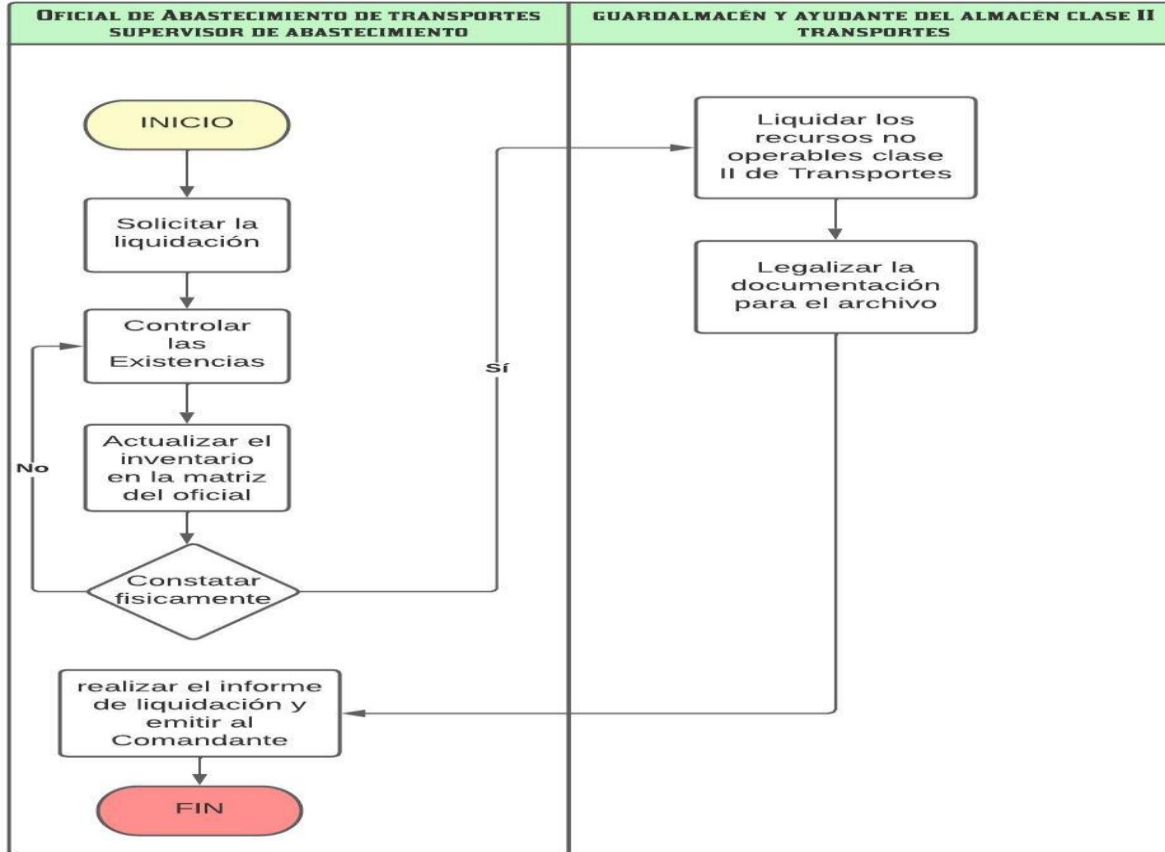 OFICIAL DE ABASTECIMIENTO DE TRANSPORTES
SUPERVISOR DE ABASTECIMIENTO
GUARDALMACÉN Y AYUDANTE DEL ALMACÉN CLASE II
TRANSPORTES
INICIO
Solicitar la
liquidación
Controlar
las
Existencias
Actualizar el
inventario
en la matriz
del oficial
No
Constatar
fisicamente
Sí
Liquidar los
recursos no
operables clase
II de Transportes
Legalizar la
documentación
para el archivo
realizar el informe
de liquidación y
emitir al
Comandante
FIN